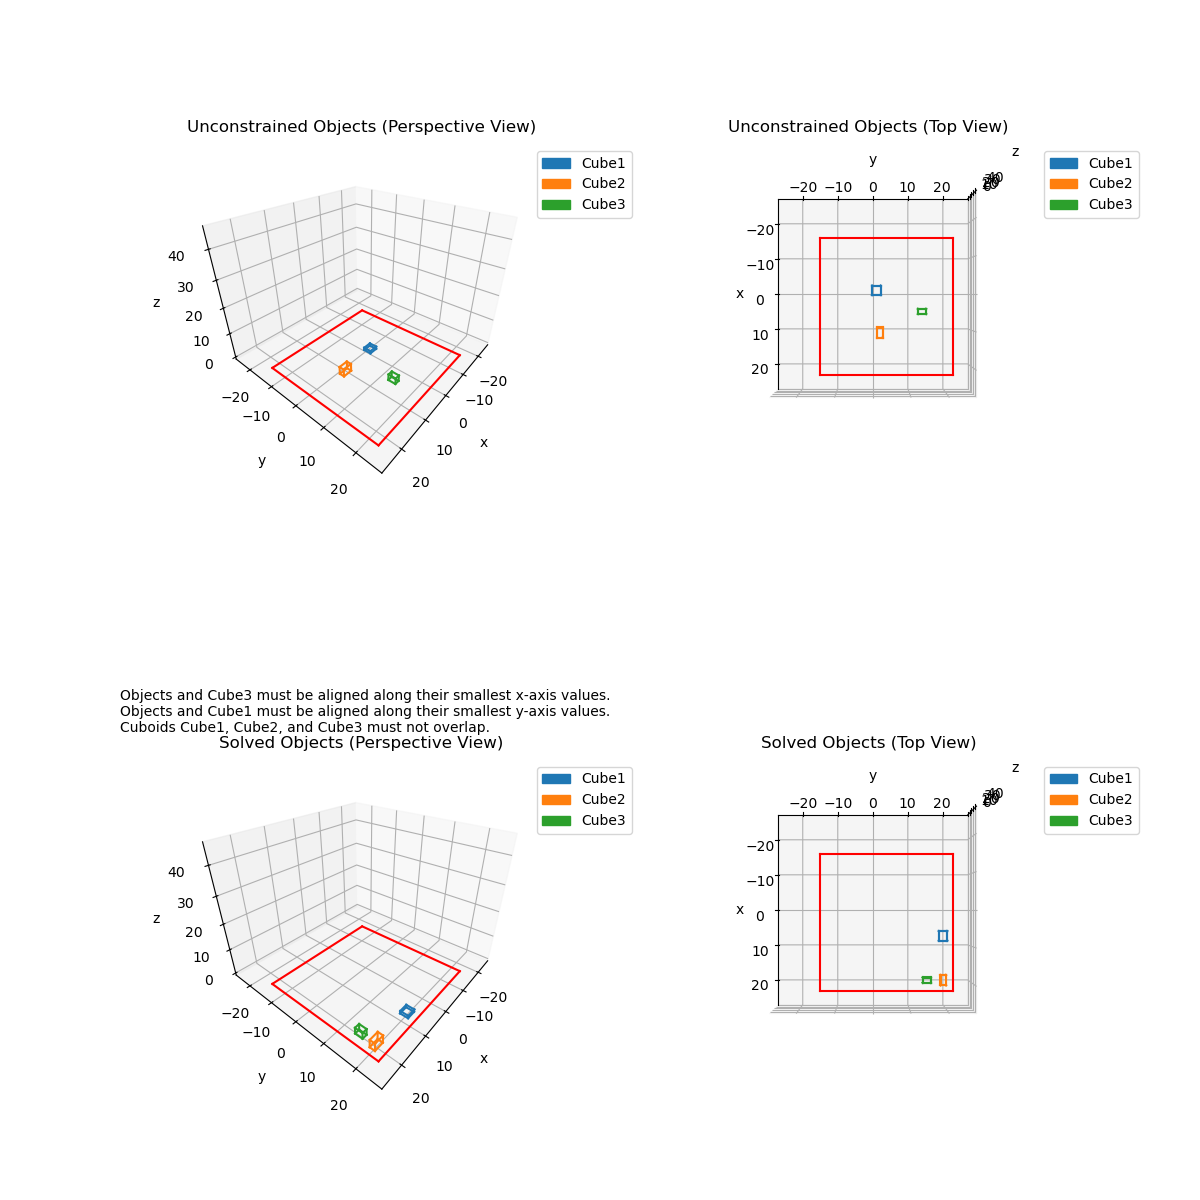 Unconstrained Objects (Perspective View)
Unconstrained Objects (Top View)
Cube1
Cube2
Cube3
40
30
20
10
0
z
−20
−10
0
10
20
y
−20
−10
0
10
20
x
y
z
−20 −10 0 10 20
−20
−10
0
10
20
x
Cube1
Cube2
Cube3
Objects and Cube3 must be aligned along their smallest x-axis values.
Objects and Cube1 must be aligned along their smallest y-axis values.
Cuboids Cube1, Cube2, and Cube3 must not overlap.
Solved Objects (Perspective View)
Solved Objects (Top View)
Cube1
Cube2
Cube3
40
30
20
10
0
z
−20
−10
0
10
20
y
−20
−10
0
10
20
x
y
z
−20 −10 0 10 20
−20
−10
0
10
20
x
Cube1
Cube2
Cube3